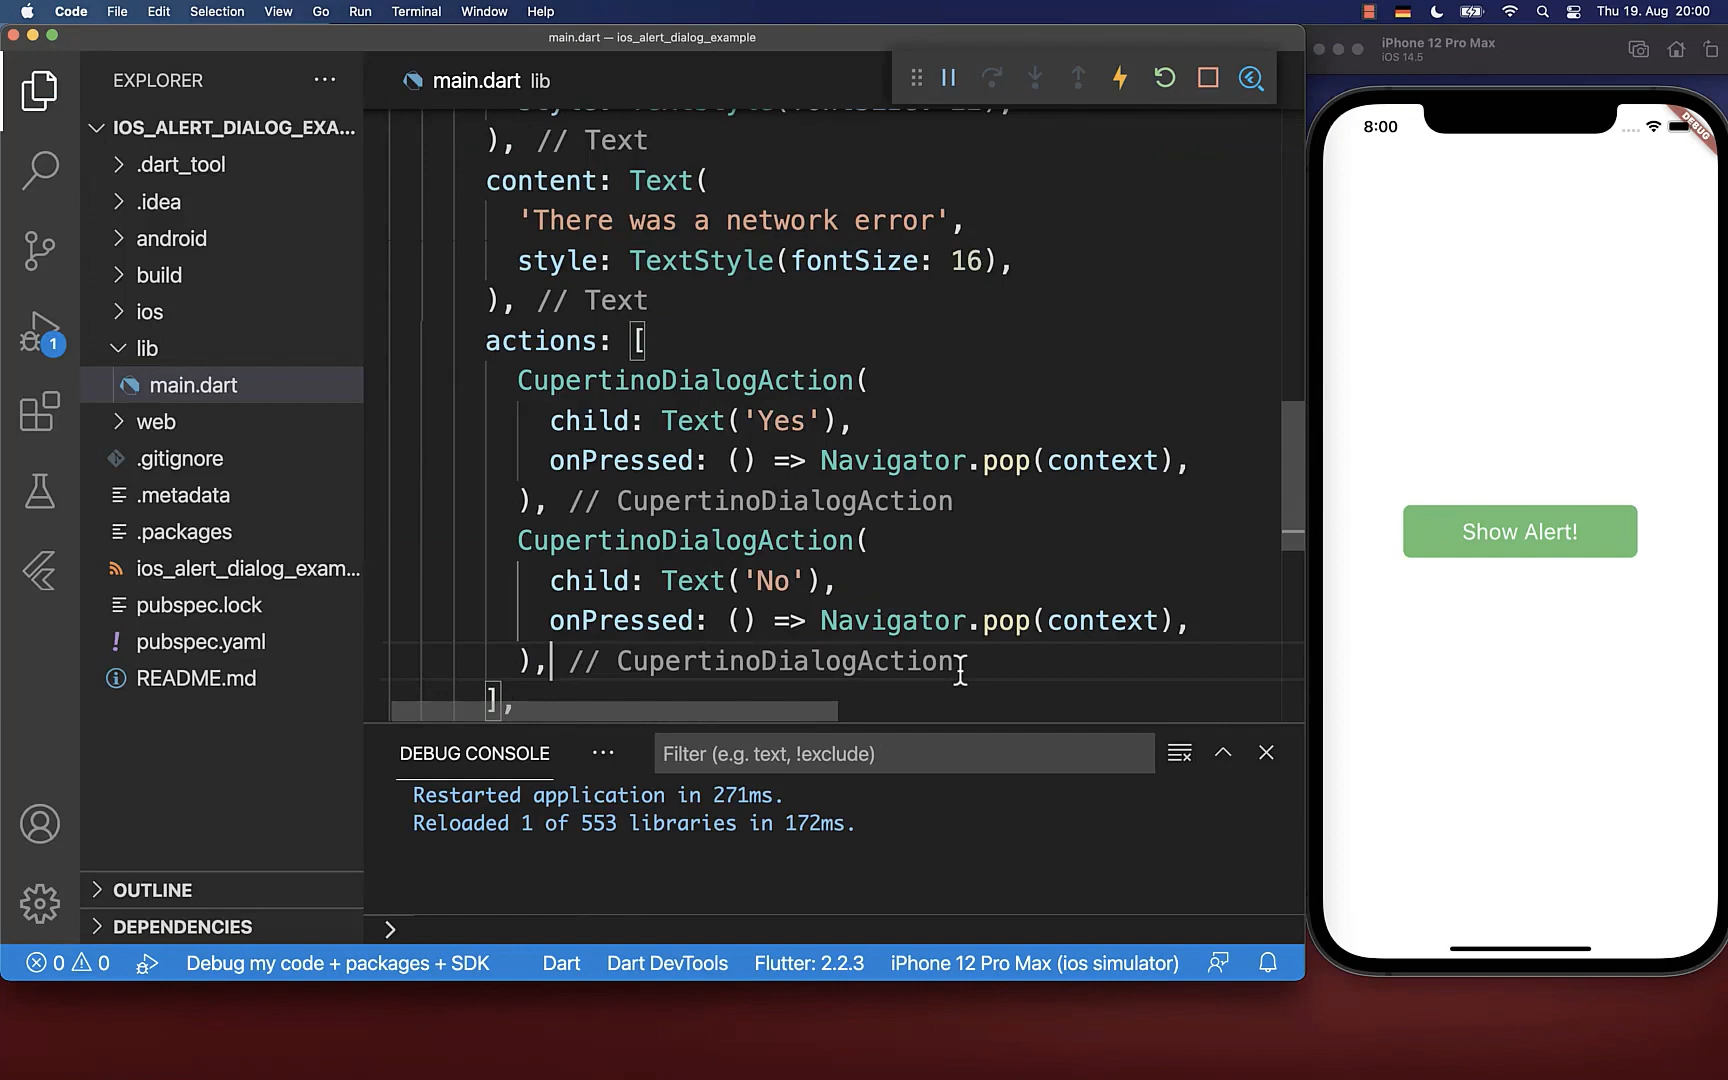 Code File Edit Selection View Go Run Terminal Window Help
Thu 19. Aug 20:00
main.dart — ios_alert_dialog_example
EXPLORER
IOS_ALERT_DIALOG_EXA...
.dart_tool
.idea
android
build
ios
lib
main.dart
web
.gitignore
.metadata
.packages
ios_alert_dialog_exam...
pubspec.lock
pubspec.yaml
README.md
OUTLINE
DEPENDENCIES
1
main.dart lib
), // Text
content: Text(
'There was a network error',
style: TextStyle(fontSize: 16),
), // Text
actions: [
CupertinoDialogAction(
child: Text('Yes'),
onPressed: () => Navigator.pop(context),
), // CupertinoDialogAction
CupertinoDialogAction(
child: Text('No'),
onPressed: () => Navigator.pop(context),
), // CupertinoDialogAction
],
DEBUG CONSOLE
Filter (e.g. text, !exclude)
Restarted application in 271ms.
Reloaded 1 of 553 libraries in 172ms.
0 0 Debug my code + packages + SDK Dart Dart DevTools Flutter: 2.2.3 iPhone 12 Pro Max (ios simulator)
iPhone 12 Pro Max
iOS 14.5
8:00
DEBUG
Show Alert!